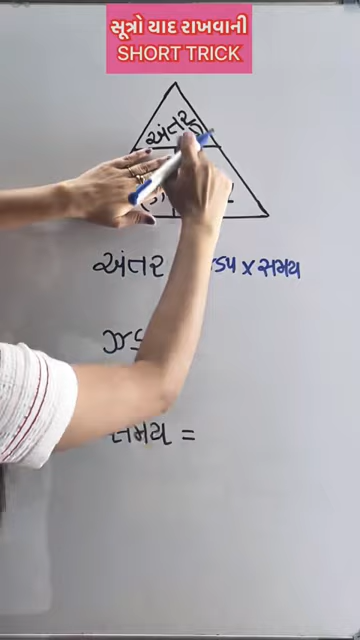 સૂત્રો યાદ રાખવાની
SHORT TRICK
અંતર
અંતર
x સમય
સમય =